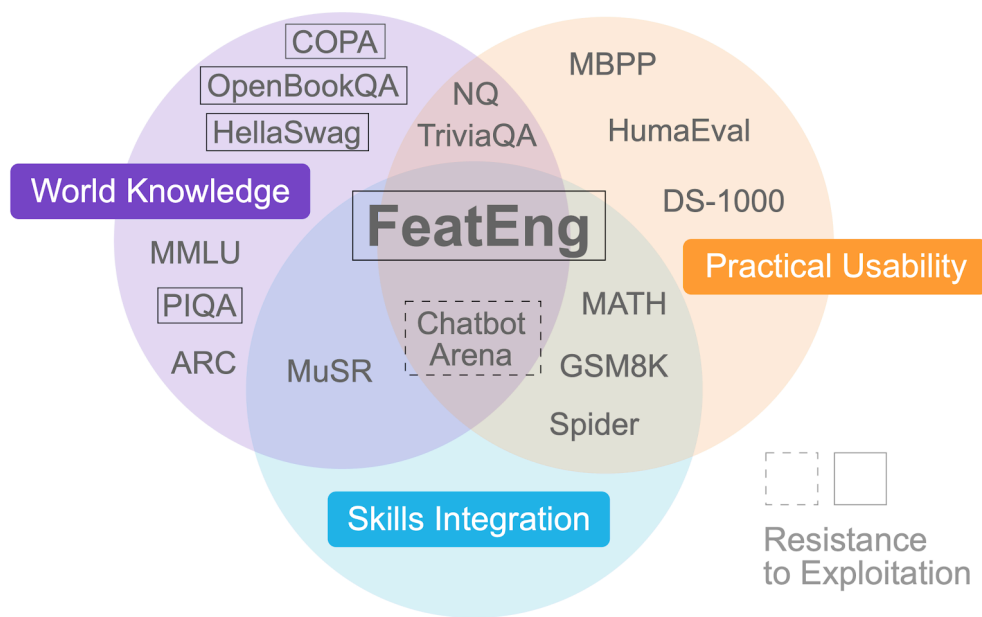 COPA
OpenBookQA
HellaSwag
NQ
TriviaQA
MBPP
HumaEval
DS-1000
World Knowledge
FeatEng
Practical Usability
MMLU
PIQA
ARC
MuSR
Chatbot
Arena
MATH
GSM8K
Spider
Skills Integration
Resistance
to Exploitation